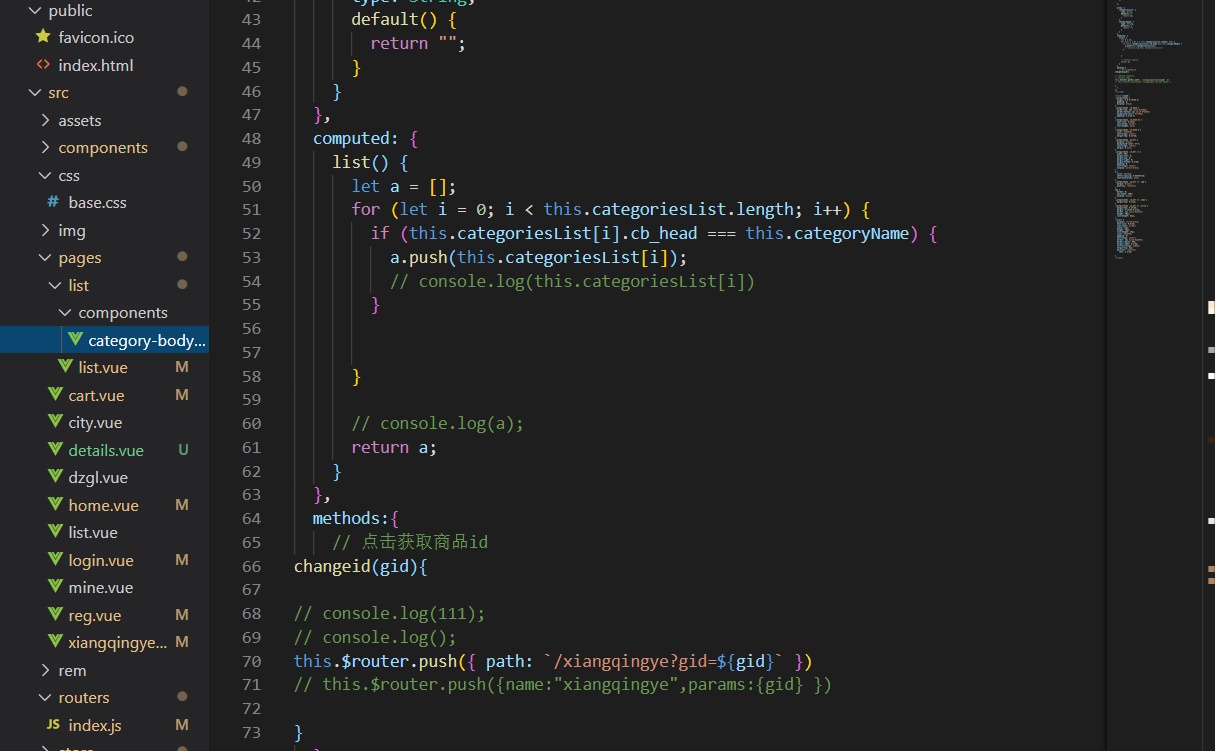 public
favicon.ico
index.html
src
assets
components
css
# base.css
img
pages
list
components
category-body...
list.vue M
cart.vue M
city.vue
details.vue U
dzgl.vue
home.vue M
list.vue
login.vue M
mine.vue
reg.vue M
xiangqingye... M
rem
routers
JS index.js M
store
42 type: String,
43 default() {
44 return "";
45 }
46 }
47 },
48 computed: {
49 list() {
50 let a = [];
51 for (let i = 0; i < this.categoriesList.length; i++) {
52 if (this.categoriesList[i].cb_head === this.categoryName) {
53 a.push(this.categoriesList[i]);
54 // console.log(this.categoriesList[i])
55 }
56
57
58 }
59
60 // console.log(a);
61 return a;
62 }
63 },
64 methods:{
65 // 点击获取商品id
66 changeid(gid){
67
68 // console.log(111);
69 // console.log();
70 this.$router.push({ path: `/xiangqingye?gid=${gid}` })
71 // this.$router.push({name:"xiangqingye",params:{gid} })
72
73 }